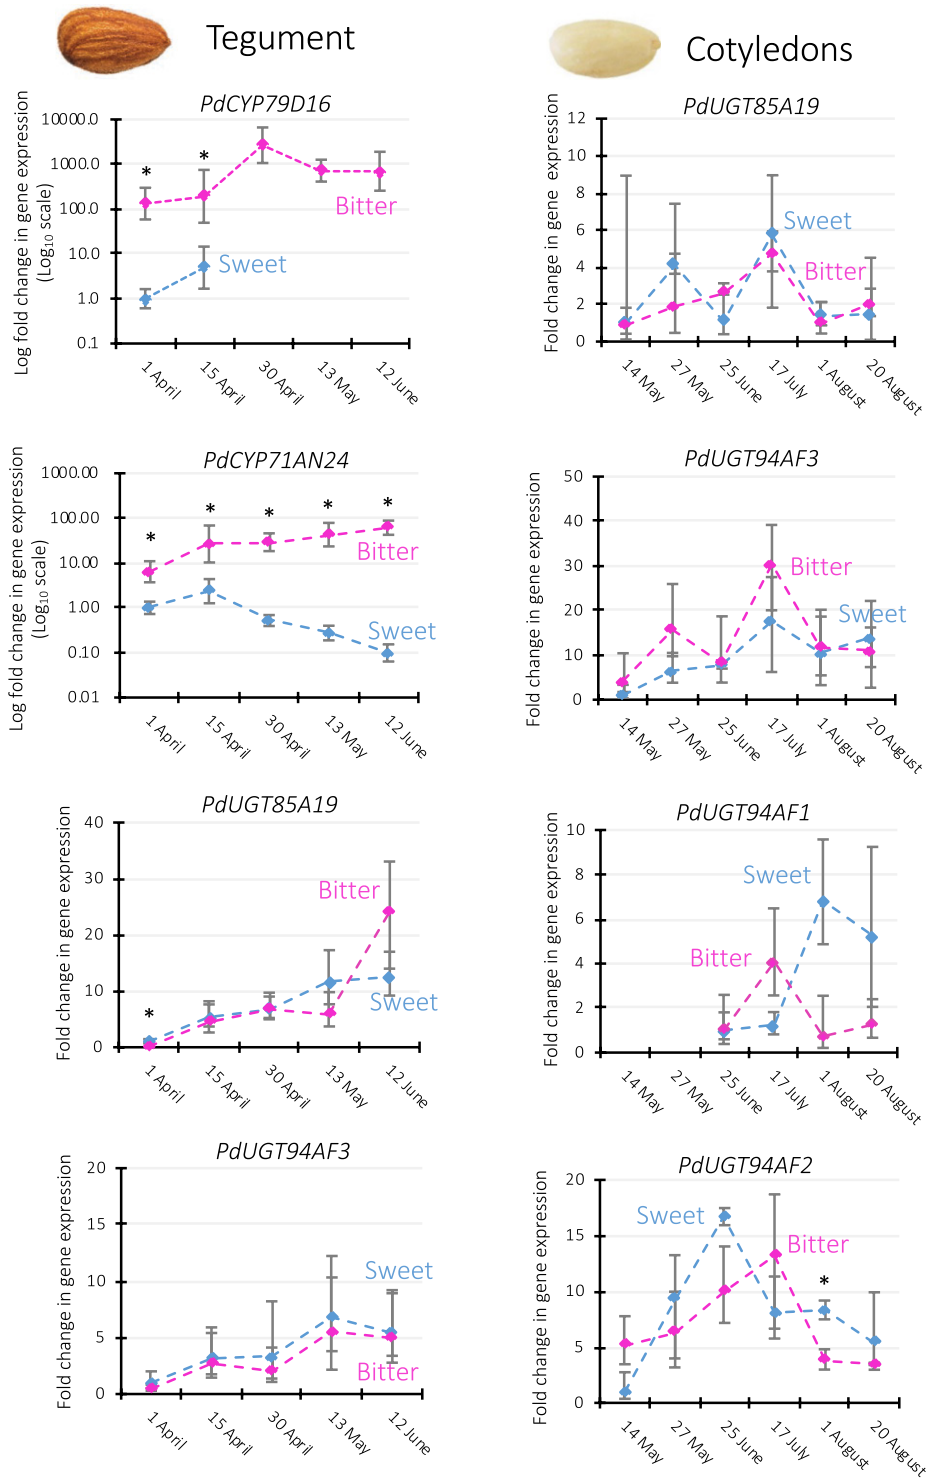 Tegument
PdCYP79D16
Log fold change in gene expression
(Log₁₀ scale)
10000.0
1000.0
100.0
10.0
1.0
0.1
*
*
Bitter
Sweet
1 April
15 April
30 April
13 May
12 June
PdCYP71AN24
Log fold change in gene expression
(Log₁₀ scale)
1000.00
100.00
10.00
1.00
0.10
0.01
*
*
*
*
*
Bitter
Sweet
1 April
15 April
30 April
13 May
12 June
PdUGT85A19
Fold change in gene expression
40
30
20
10
0
*
Bitter
Sweet
1 April
15 April
30 April
13 May
12 June
PdUGT94AF3
Fold change in gene expression
20
15
10
5
0
Sweet
Bitter
1 April
15 April
30 April
13 May
12 June
Cotyledons
PdUGT85A19
Fold change in gene expression
12
10
8
6
4
2
0
Sweet
Bitter
14 May
27 May
25 June
17 July
1 August
20 August
PdUGT94AF3
Fold change in gene expression
50
40
30
20
10
0
Bitter
Sweet
14 May
27 May
25 June
17 July
1 August
20 August
PdUGT94AF1
Fold change in gene expression
10
8
6
4
2
0
Sweet
Bitter
14 May
27 May
25 June
17 July
1 August
20 August
PdUGT94AF2
Fold change in gene expression
20
15
10
5
0
Sweet
Bitter
*
14 May
27 May
25 June
17 July
1 August
20 August